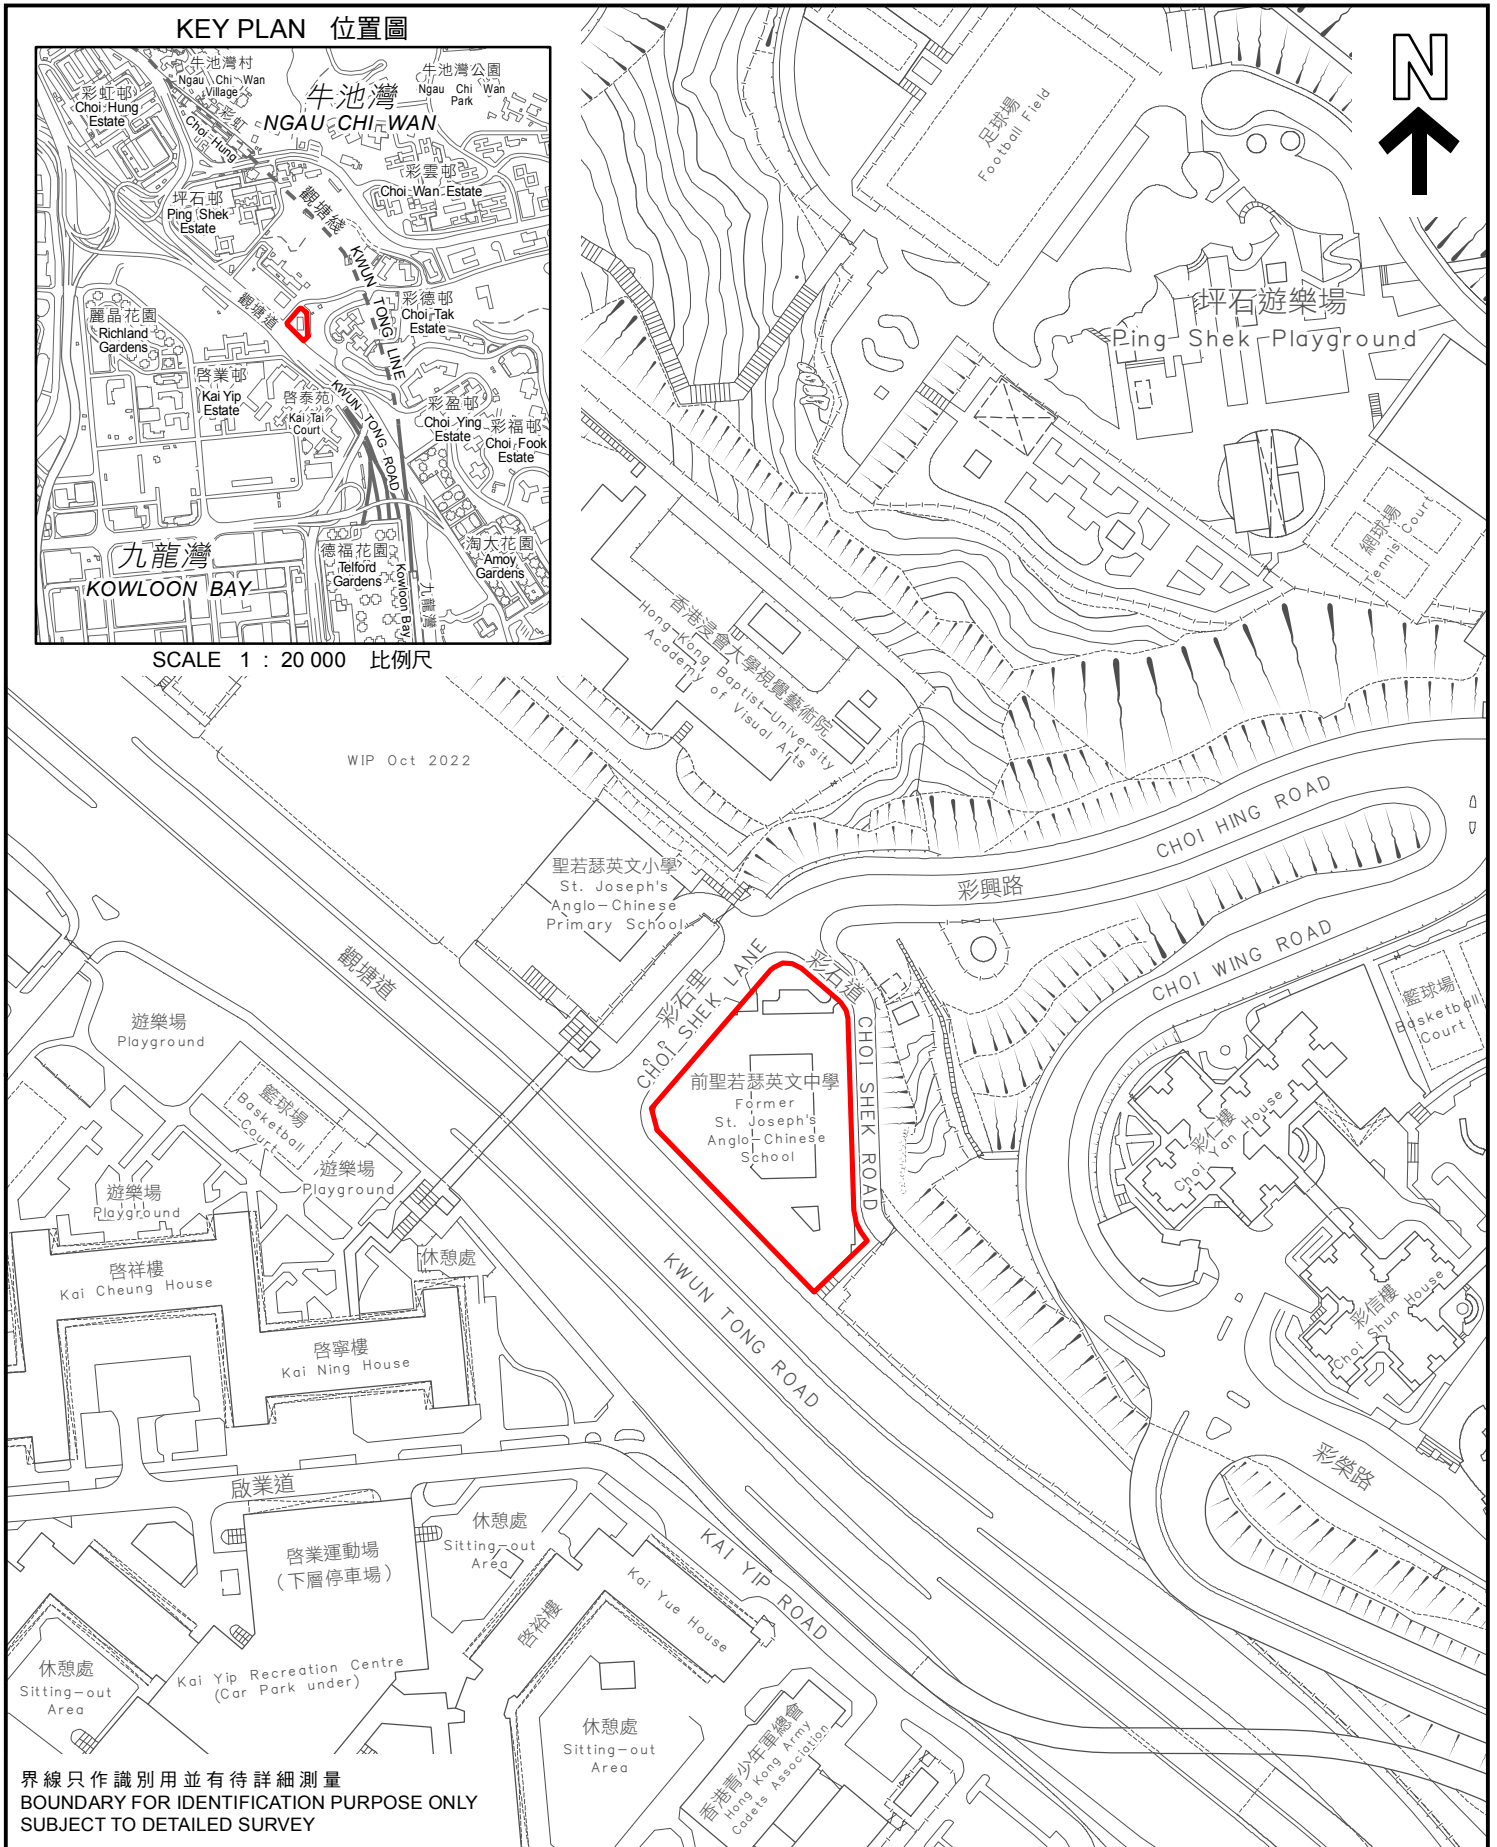 KEY PLAN 位置圖
牛池灣村
Ngau Chi Wan
Village
牛池灣公園
Ngau Chi Wan
Park
彩虹邨
Choi Hung
Estate
彩虹
Choi Hung
牛池灣
NGAU CHI WAN
彩雲邨
Choi Wan Estate
坪石邨
Ping Shek
Estate
觀塘綫
KWUN TONG LINE
觀塘道
KWUN TONG ROAD
彩德邨
Choi Tak
Estate
麗晶花園
Richland
Gardens
啓業邨
Kai Yip
Estate
啓泰苑
Kai Tai
Court
彩盈邨
Choi Ying
Estate
彩福邨
Choi Fook
Estate
九龍灣
KOWLOON BAY
德福花園
Telford
Gardens
九龍灣
Kowloon Bay
淘大花園
Amoy
Gardens
SCALE 1 : 20 000 比例尺
N
足球場
Football Field
坪石遊樂場
Ping Shek Playground
網球場
Tennis Court
香港浸會大學視覺藝術院
Hong Kong Baptist University
Academy of Visual Arts
WIP Oct 2022
聖若瑟英文小學
St. Joseph's
Anglo-Chinese
Primary School
CHOI HING ROAD
彩興路
CHOI WING ROAD
觀塘道
彩石里
CHOI SHEK LANE
彩石道
CHOI SHEK ROAD
前聖若瑟英文中學
Former
St. Joseph's
Anglo-Chinese
School
籃球場
Basketball
Court
遊樂場
Playground
籃球場
Basketball
Court
遊樂場
Playground
遊樂場
Playground
彩仁樓
Choi Yan House
彩信樓
Choi Shun House
休憩處
啓祥樓
Kai Cheung House
啓寧樓
Kai Ning House
KWUN TONG ROAD
彩榮路
啟業道
啓業運動場
（下層停車場）
Kai Yip Recreation Centre
(Car Park under)
休憩處
Sitting-out
Area
KAI YIP ROAD
Kai Yue House
啓裕樓
休憩處
Sitting-out
Area
休憩處
Sitting-out
Area
香港青少年軍總會
Hong Kong Army
Cadets Association
界線只作識別用並有待詳細測量
BOUNDARY FOR IDENTIFICATION PURPOSE ONLY
SUBJECT TO DETAILED SURVEY